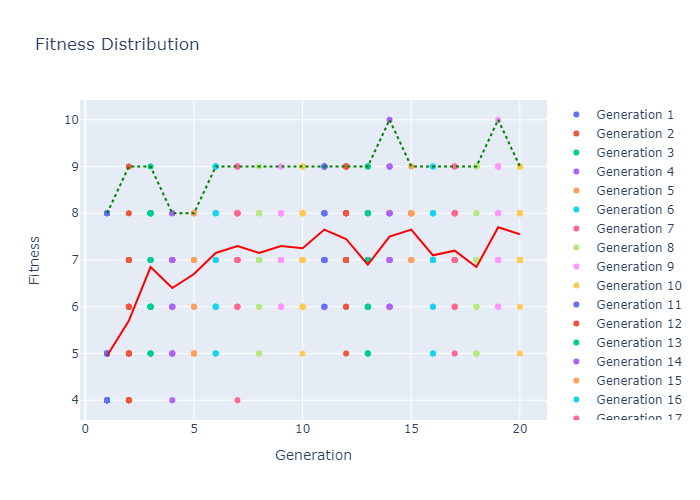 Fitness Distribution
Fitness
10
9
8
7
6
5
4
0
5
10
15
20
Generation
Generation 1
Generation 2
Generation 3
Generation 4
Generation 5
Generation 6
Generation 7
Generation 8
Generation 9
Generation 10
Generation 11
Generation 12
Generation 13
Generation 14
Generation 15
Generation 16
Generation 17